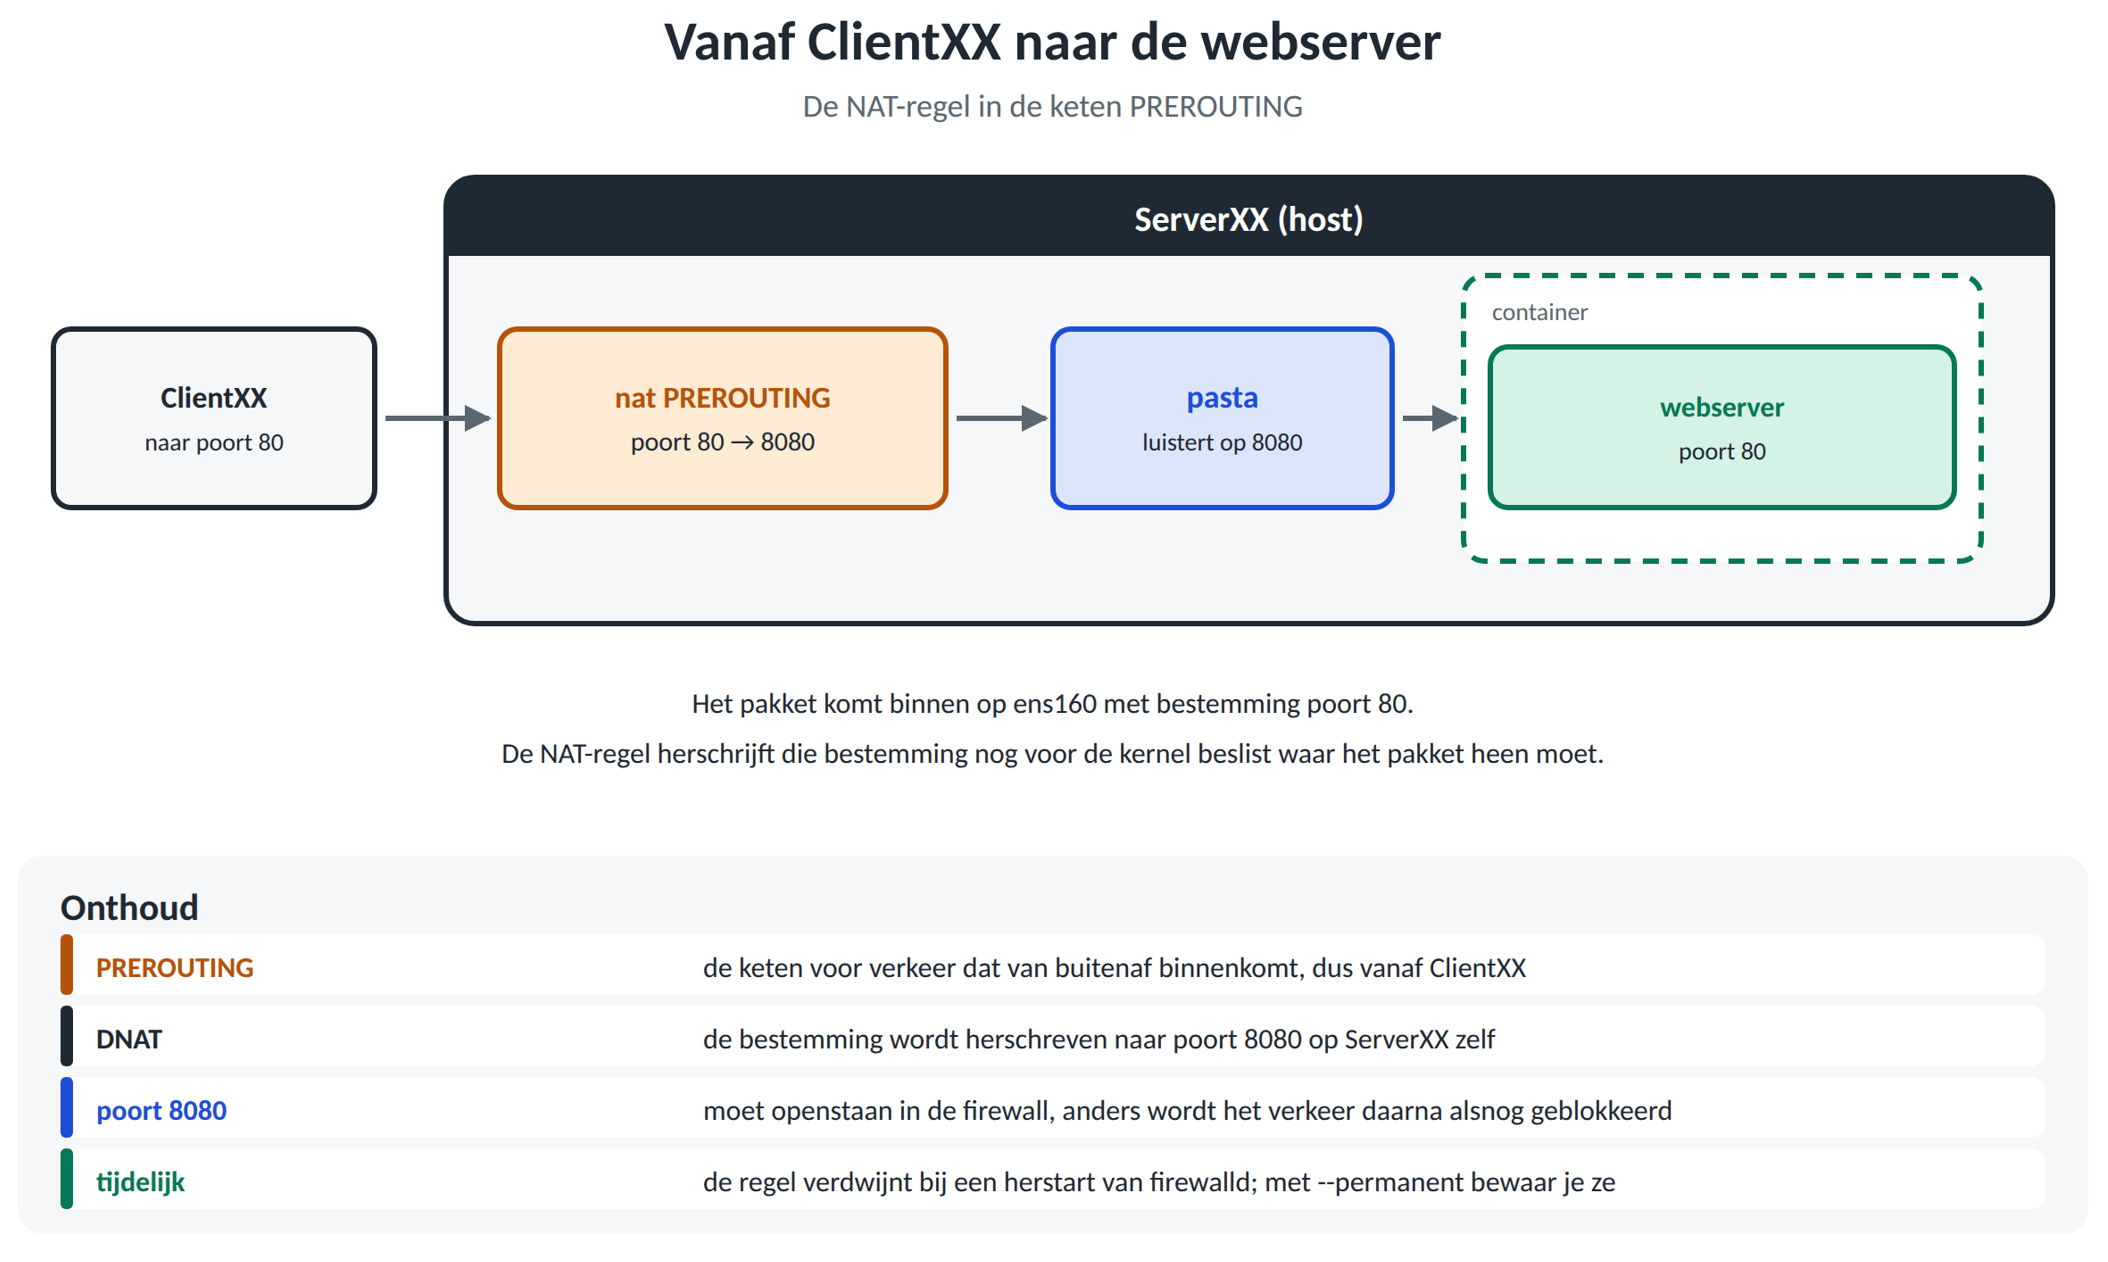 Vanaf ClientXX naar de webserver
De NAT-regel in de keten PREROUTING
ServerXX (host)
ClientXX
naar poort 80
nat PREROUTING
poort 80 → 8080
pasta
luistert op 8080
container
webserver
poort 80
Het pakket komt binnen op ens160 met bestemming poort 80.
De NAT-regel herschrijft die bestemming nog voor de kernel beslist waar het pakket heen moet.
Onthoud
PREROUTING de keten voor verkeer dat van buitenaf binnenkomt, dus vanaf ClientXX
DNAT de bestemming wordt herschreven naar poort 8080 op ServerXX zelf
poort 8080 moet openstaan in de firewall, anders wordt het verkeer daarna alsnog geblokkeerd
tijdelijk de regel verdwijnt bij een herstart van firewalld; met --permanent bewaar je ze